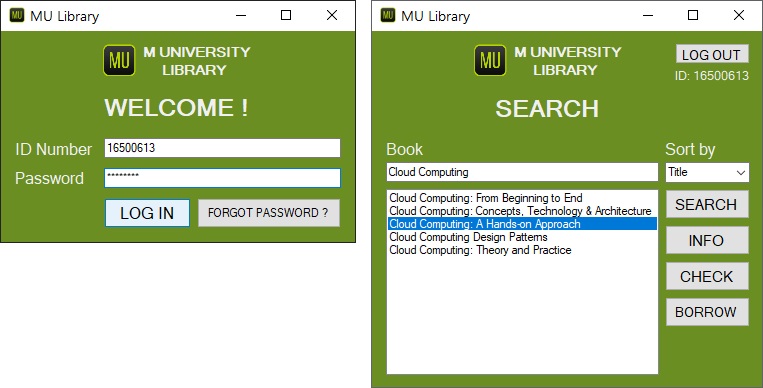 MU Library
MU M UNIVERSITY
LIBRARY
WELCOME !
ID Number 16500613
Password ********
LOG IN FORGOT PASSWORD ?
MU Library
MU M UNIVERSITY
LIBRARY
LOG OUT
ID: 16500613
SEARCH
Book Sort by
Cloud Computing Title
Cloud Computing: From Beginning to End
Cloud Computing: Concepts, Technology & Architecture
Cloud Computing: A Hands-on Approach
Cloud Computing Design Patterns
Cloud Computing: Theory and Practice
SEARCH
INFO
CHECK
BORROW